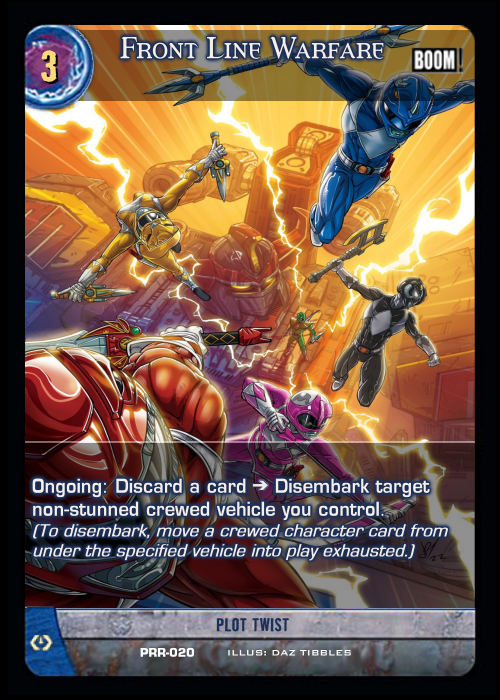 3
FRONT LINE WARFARE
BOOM!
Ongoing: Discard a card ➔ Disembark target
non-stunned crewed vehicle you control.
(To disembark, move a crewed character card from
under the specified vehicle into play exhausted.)
PLOT TWIST
PRR-020 ILLUS: DAZ TIBBLES